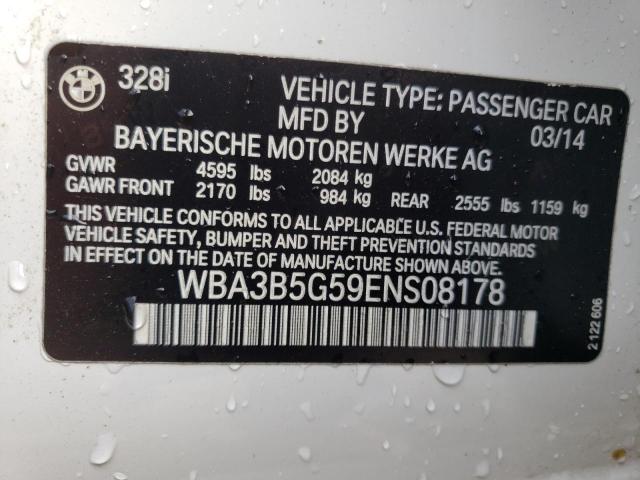 328i
VEHICLE TYPE: PASSENGER CAR
MFD BY 03/14
BAYERISCHE MOTOREN WERKE AG
GVWR 4595 lbs 2084 kg
GAWR FRONT 2170 lbs 984 kg REAR 2555 lbs 1159 kg
THIS VEHICLE CONFORMS TO ALL APPLICABLE U.S. FEDERAL MOTOR
VEHICLE SAFETY, BUMPER AND THEFT PREVENTION STANDARDS
IN EFFECT ON THE DATE OF MANUFACTURE SHOWN ABOVE.
WBA3B5G59ENS08178
2 122 606